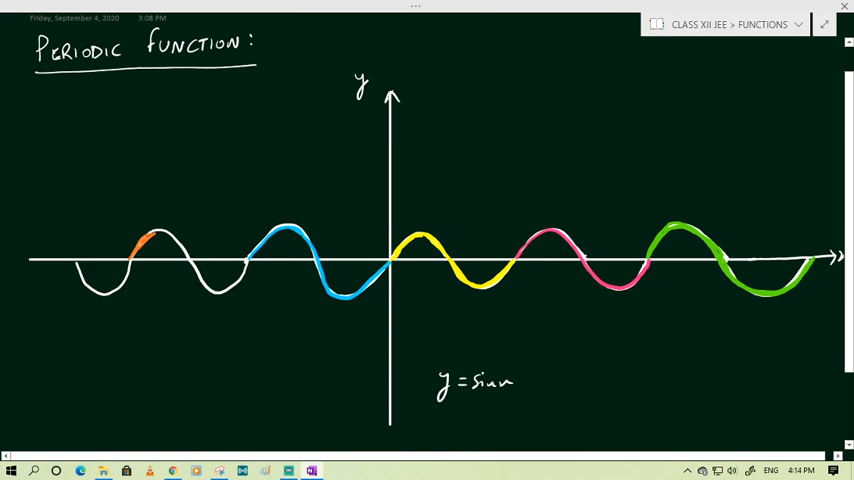 Friday, September 4, 2020 3:08 PM
CLASS XII JEE > FUNCTIONS
PERIODIC FUNCTION:
y
x
y = sinx
ENG 4:14 PM